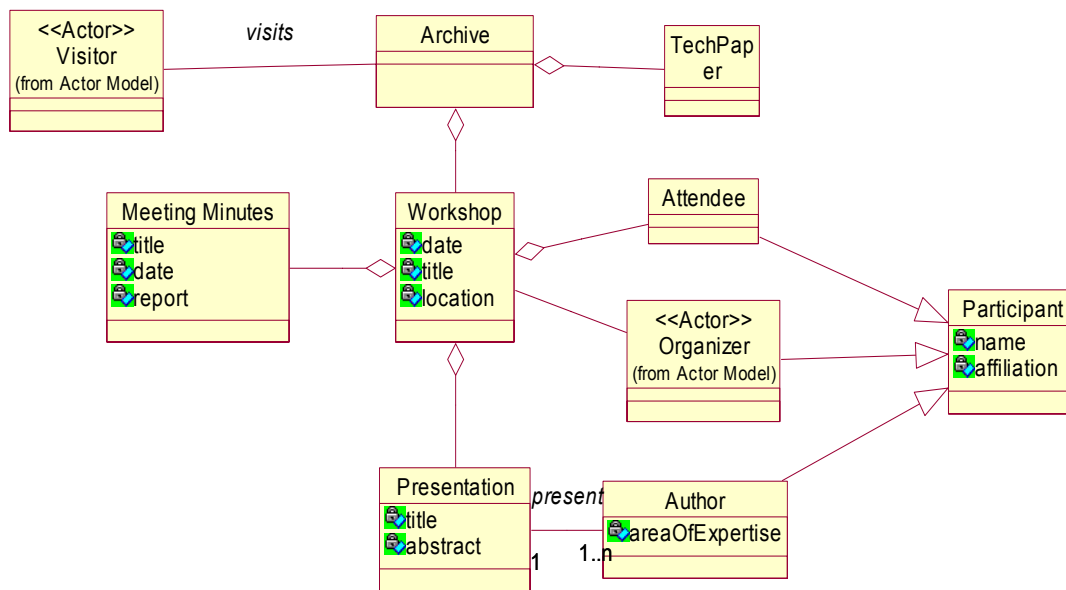 <<Actor>>
Visitor
(from Actor Model)
visits
Archive
TechPap
er
Meeting Minutes
title
date
report
Workshop
date
title
location
Attendee
<<Actor>>
Organizer
(from Actor Model)
Participant
name
affiliation
Presentation
title
abstract
present
1
1..n
Author
areaOfExpertise